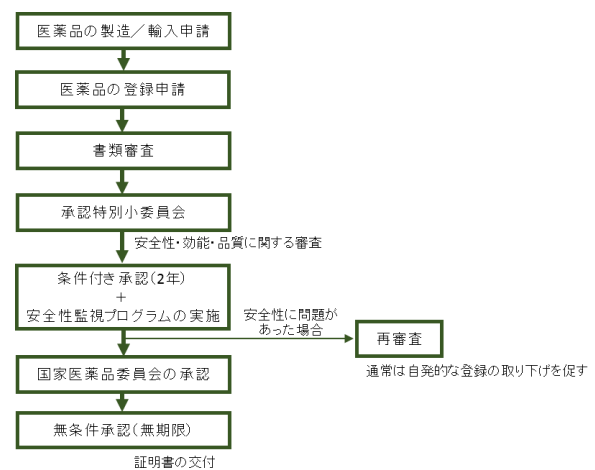 医薬品の製造／輸入申請
医薬品の登録申請
書類審査
承認特別小委員会
安全性・効能・品質に関する審査
条件付き承認（2年）
＋
安全性監視プログラムの実施
安全性に問題が
あった場合
再審査
通常は自発的な登録の取り下げを促す
国家医薬品委員会の承認
無条件承認（無期限）
証明書の交付